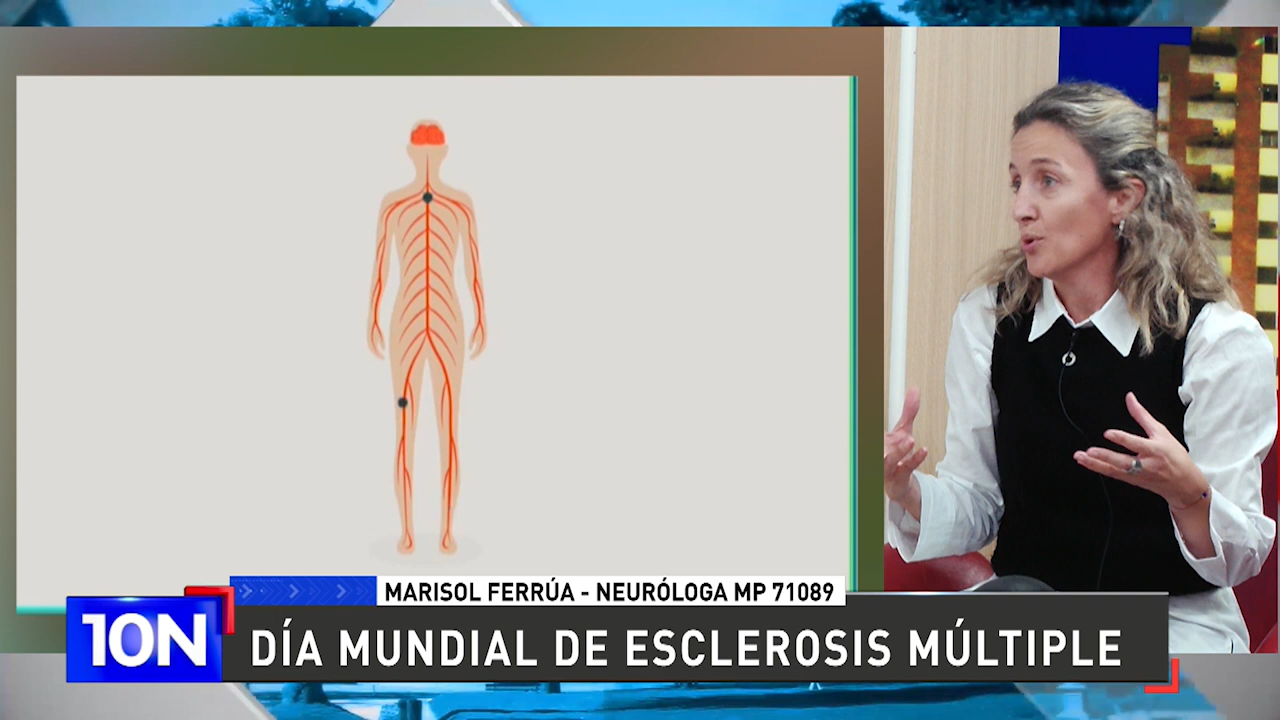 MARISOL FERRÚA - NEURÓLOGA MP 71089
10N
DÍA MUNDIAL DE ESCLEROSIS MÚLTIPLE